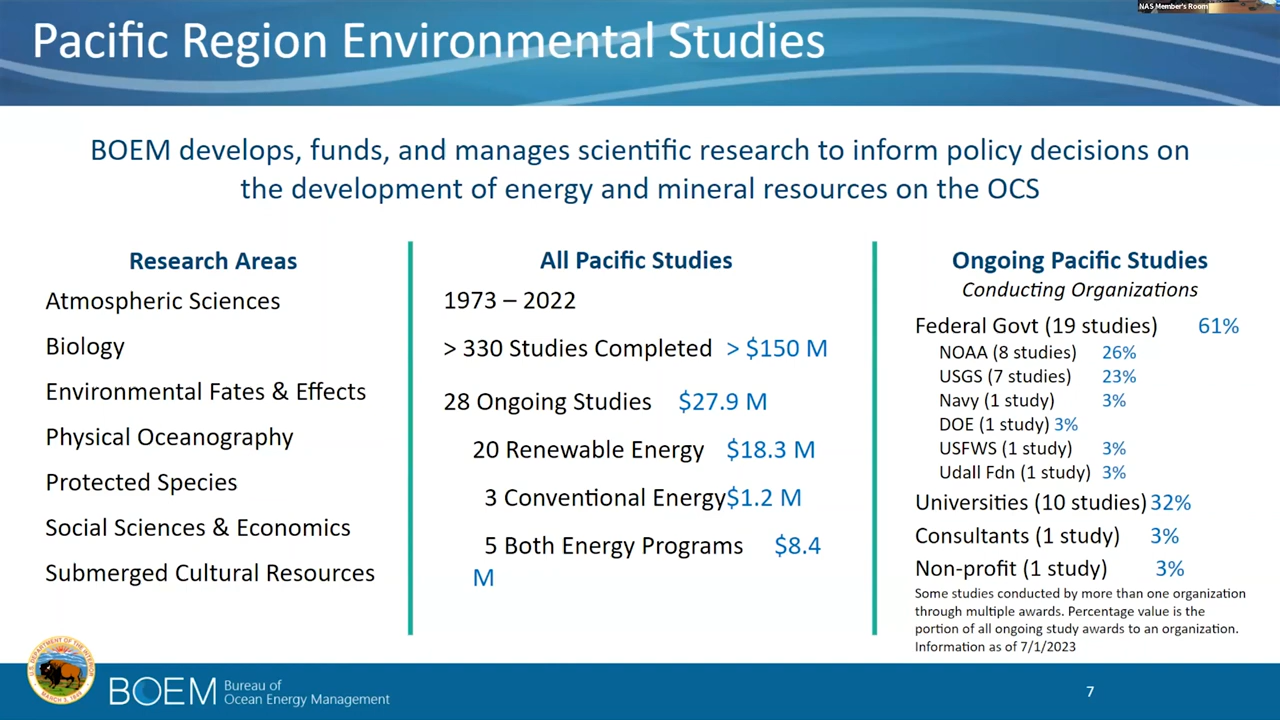 NAS Member's Room
Pacific Region Environmental Studies
BOEM develops, funds, and manages scientific research to inform policy decisions on
the development of energy and mineral resources on the OCS
Research Areas
Atmospheric Sciences
Biology
Environmental Fates & Effects
Physical Oceanography
Protected Species
Social Sciences & Economics
Submerged Cultural Resources
All Pacific Studies
1973 – 2022
> 330 Studies Completed > $150 M
28 Ongoing Studies $27.9 M
20 Renewable Energy $18.3 M
3 Conventional Energy $1.2 M
5 Both Energy Programs $8.4
M
Ongoing Pacific Studies
Conducting Organizations
Federal Govt (19 studies) 61%
NOAA (8 studies) 26%
USGS (7 studies) 23%
Navy (1 study) 3%
DOE (1 study) 3%
USFWS (1 study) 3%
Udall Fdn (1 study) 3%
Universities (10 studies) 32%
Consultants (1 study) 3%
Non-profit (1 study) 3%
Some studies conducted by more than one organization
through multiple awards. Percentage value is the
portion of all ongoing study awards to an organization.
Information as of 7/1/2023
U.S. DEPARTMENT OF THE INTERIOR
MARCH 3, 1849
BOEM
Bureau of
Ocean Energy Management
7